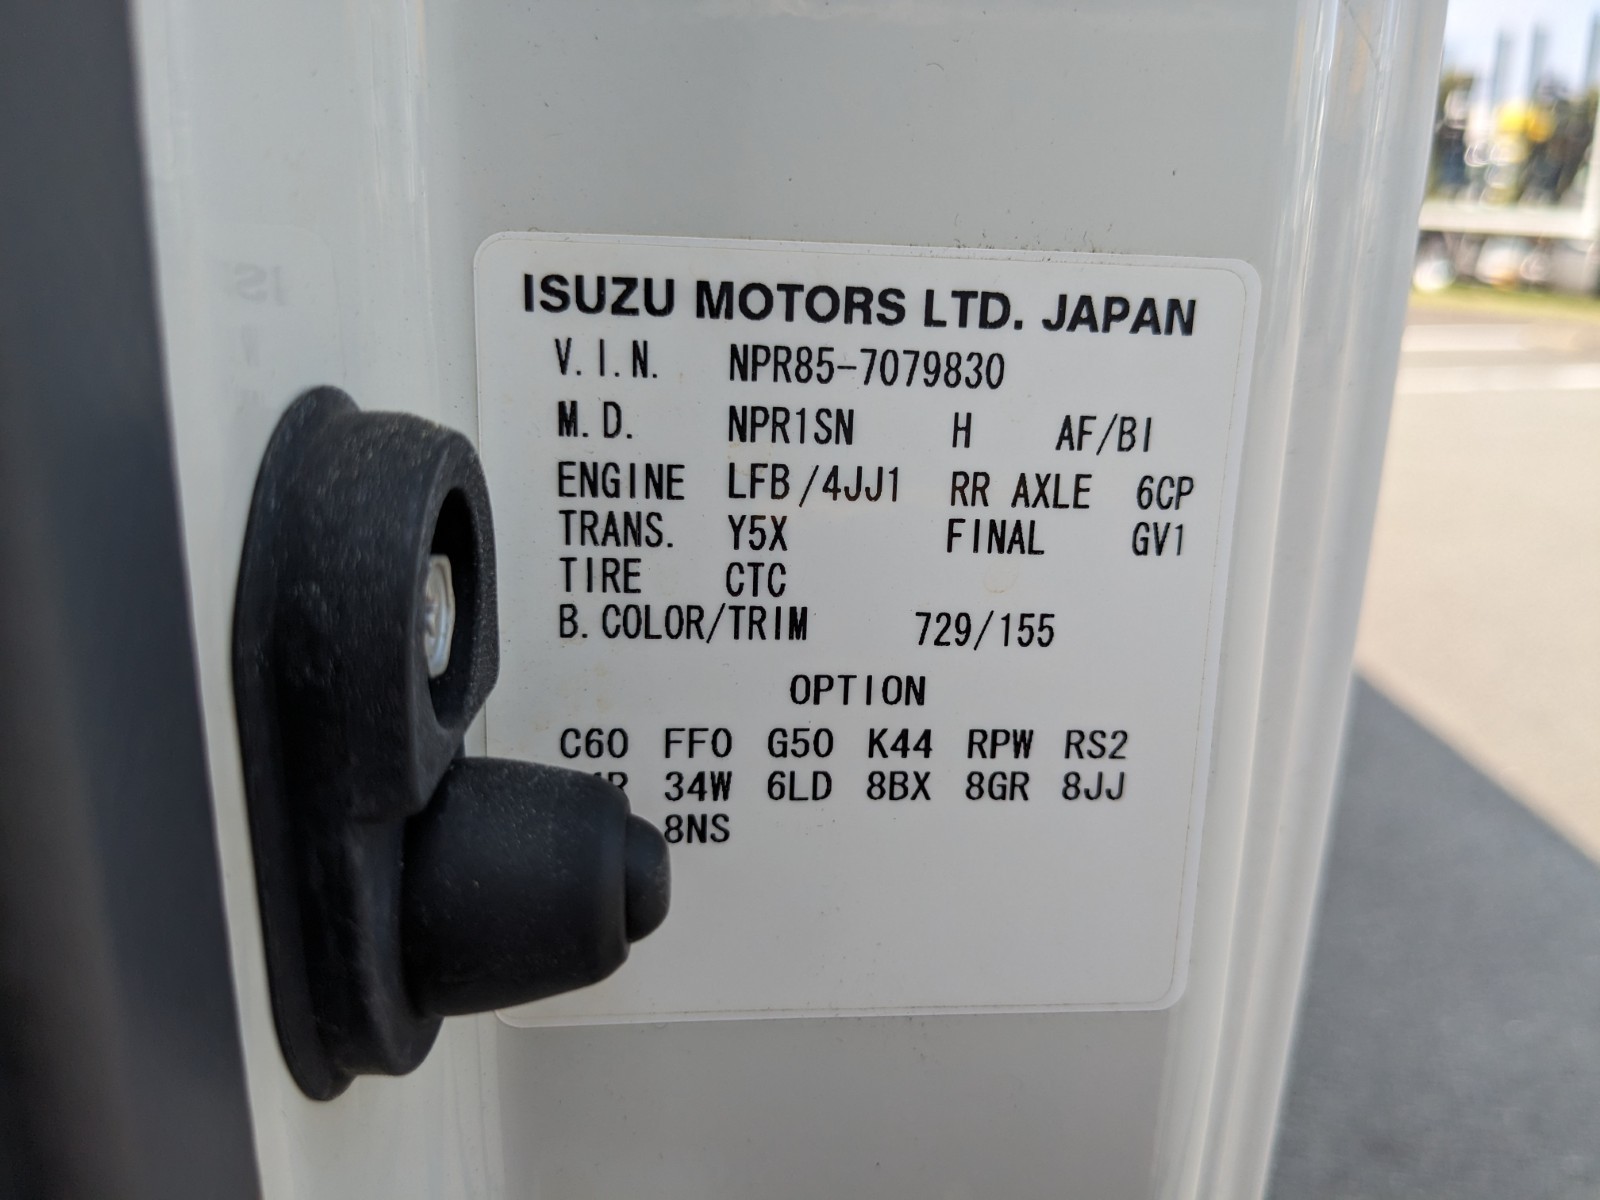 ISUZU MOTORS LTD. JAPAN
V.I.N. NPR85-7079830
M.D. NPR1SN H AF/BI
ENGINE LFB/4JJ1 RR AXLE 6CP
TRANS. Y5X FINAL GV1
TIRE CTC
B. COLOR/TRIM 729/155
OPTION
C60 FF0 G50 K44 RPW RS2
34W 6LD 8BX 8GR 8JJ
8NS